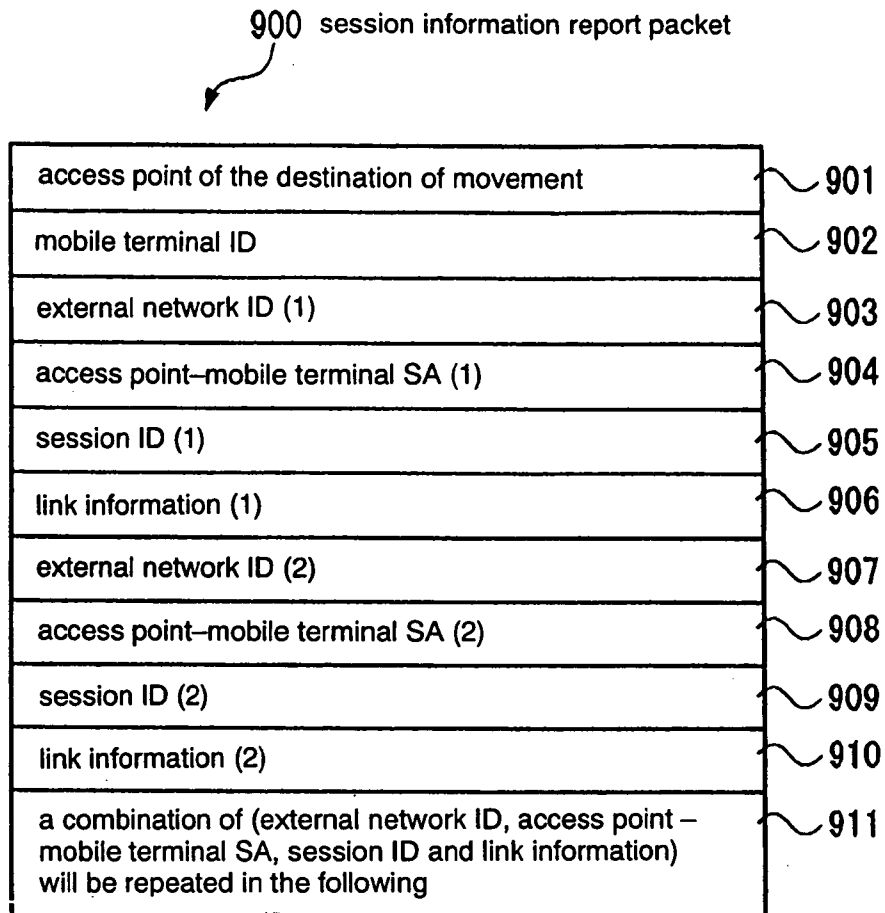 900 session information report packet
access point of the destination of movement 901
mobile terminal ID 902
external network ID (1) 903
access point–mobile terminal SA (1) 904
session ID (1) 905
link information (1) 906
external network ID (2) 907
access point–mobile terminal SA (2) 908
session ID (2) 909
link information (2) 910
a combination of (external network ID, access point – 911
mobile terminal SA, session ID and link information)
will be repeated in the following